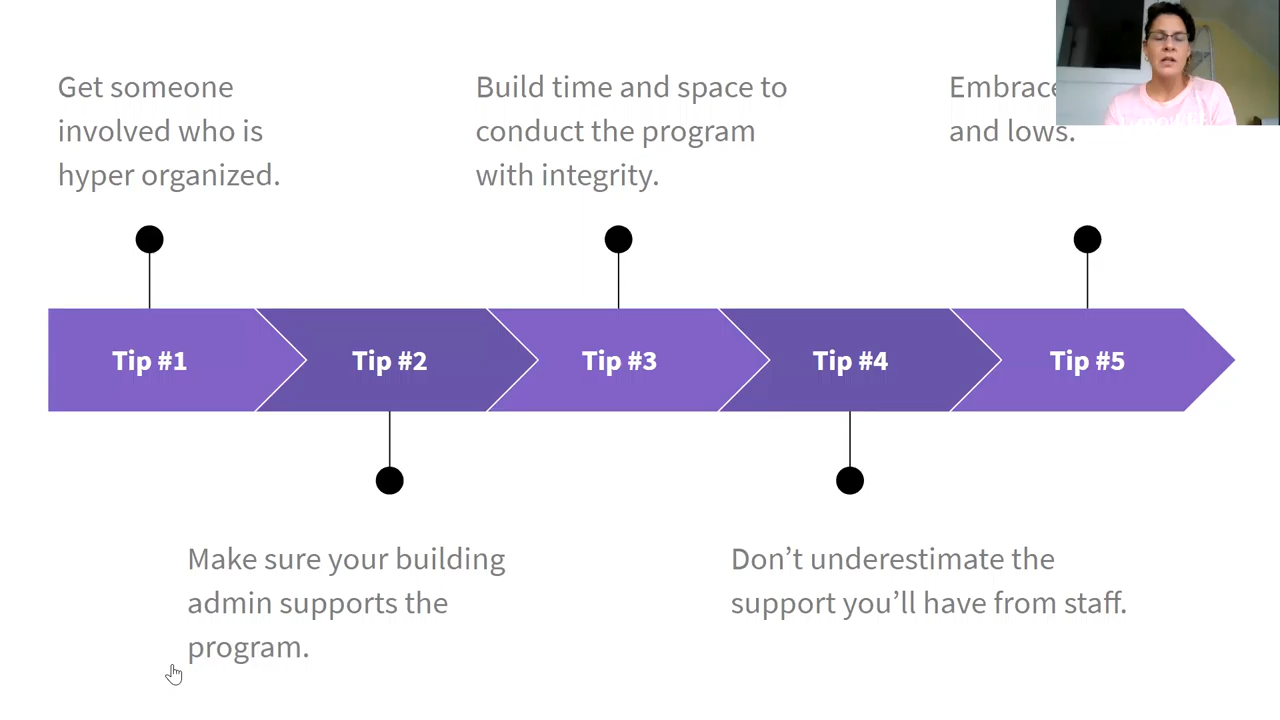 Get someone
involved who is
hyper organized.
Build time and space to
conduct the program
with integrity.
Embrace
and lows.
Tip #1
Tip #2
Tip #3
Tip #4
Tip #5
Make sure your building
admin supports the
program.
Don’t underestimate the
support you’ll have from staff.